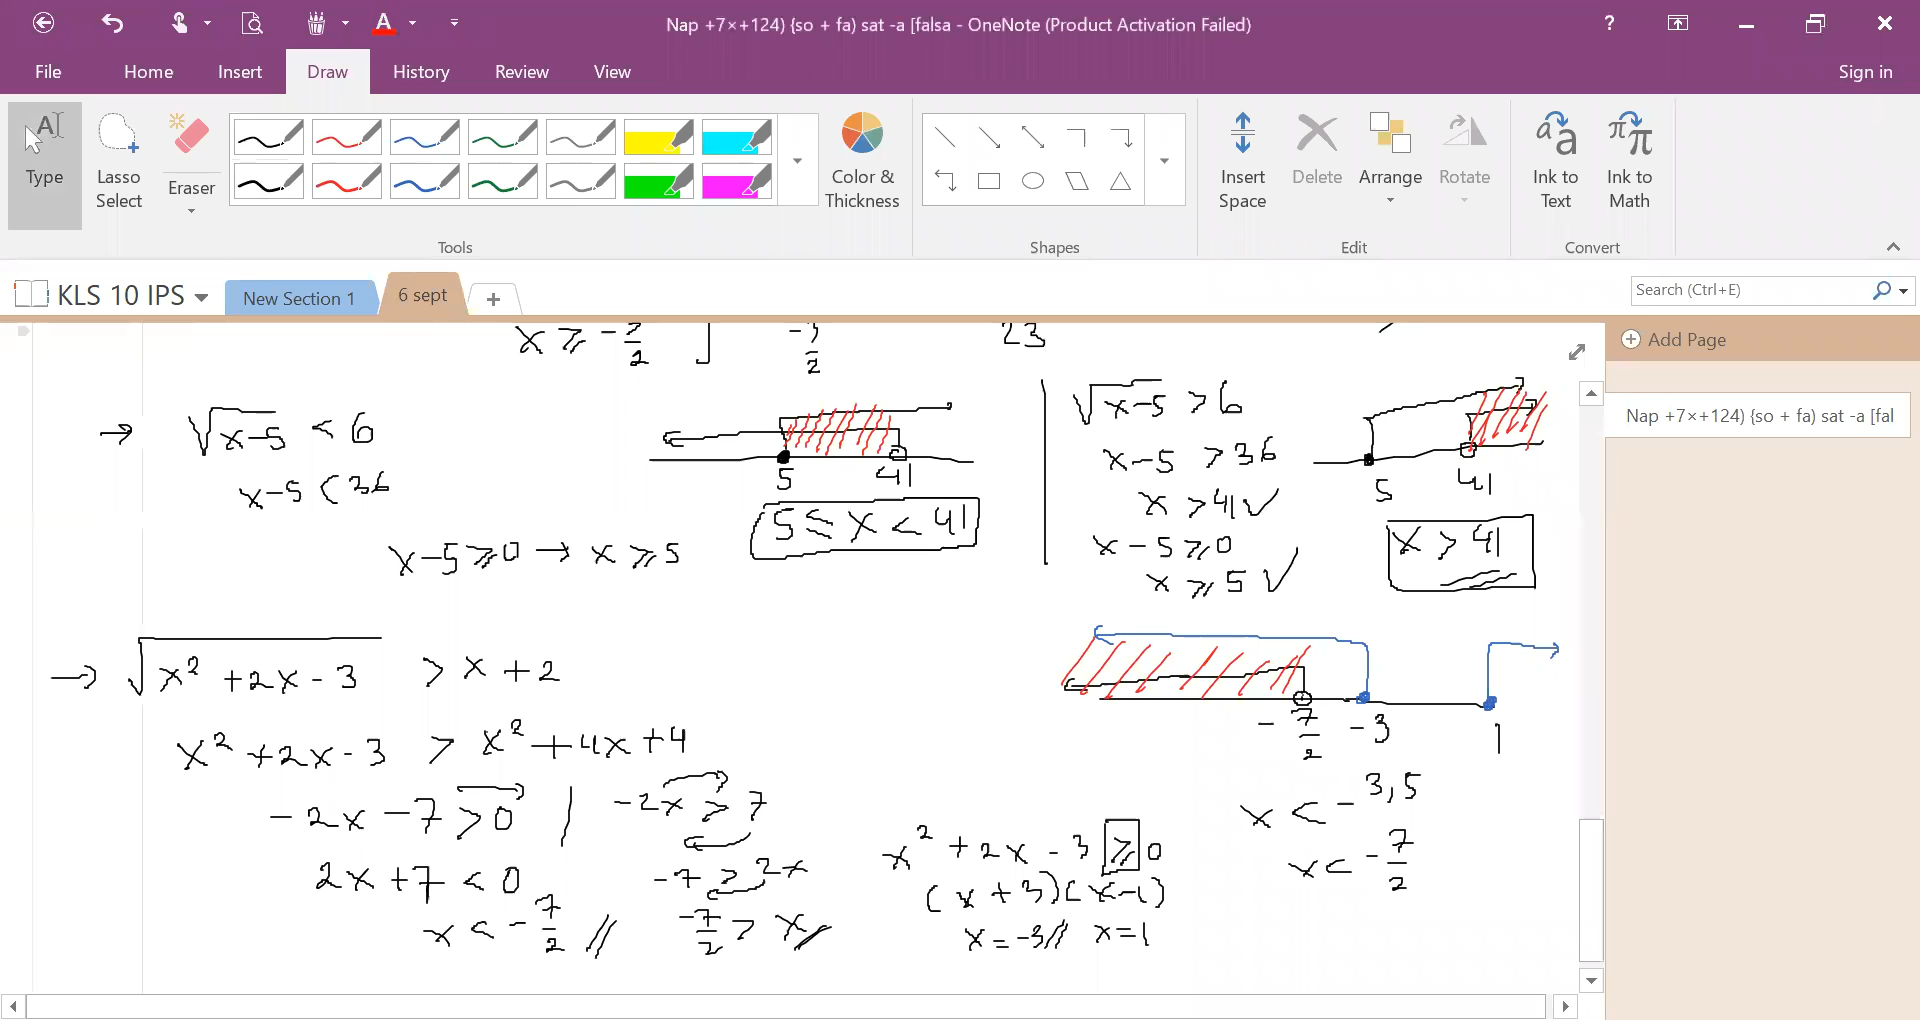 Nap +7×+124) {so + fa) sat -a [falsa - OneNote (Product Activation Failed)
File Home Insert Draw History Review View Sign in
Type
Lasso Select
Eraser
Color & Thickness
Insert Space
Delete
Arrange
Rotate
Ink to Text
Ink to Math
Tools Shapes Edit Convert
KLS 10 IPS New Section 1 6 sept +
Search (Ctrl+E)
Add Page
Nap +7×+124) {so + fa) sat -a [fal
→ √x-5 < 6
x-5 < 36
x-5 ≥ 0 → x ≥ 5
5 41
5 ≤ x < 41
√x-5 > 6
x-5 > 36
x > 41 ✓
x - 5 ≥ 0
x ≥ 5 ✓
5 41
x > 41
→ √x² + 2x - 3 > x + 2
x² + 2x - 3 > x² + 4x + 4
-2x - 7 > 0
2x + 7 < 0
x < -7/2 //
-2x > 7
-7 > 2x
-7/2 > x //
x² + 2x - 3 ≥ 0
(x + 3)(x - 1)
x = -3 // x = 1
-7/2 -3 1
x < -3,5
x < -7/2